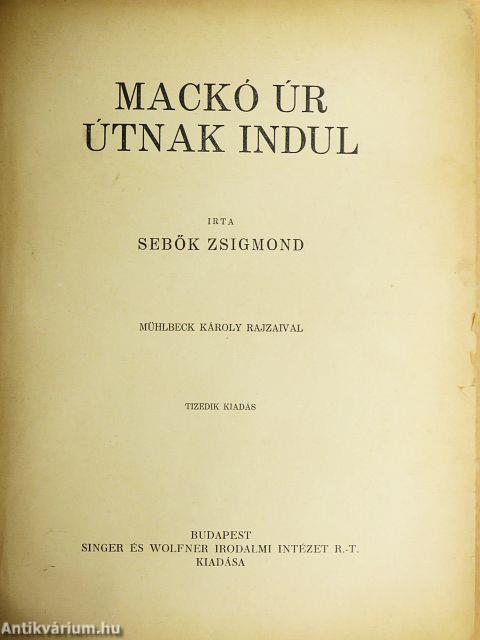 MACKÓ ÚR
ÚTNAK INDUL
IRTA
SEBŐK ZSIGMOND
MÜHLBECK KÁROLY RAJZAIVAL
TIZEDIK KIADÁS
BUDAPEST
SINGER ÉS WOLFNER IRODALMI INTÉZET R.-T.
KIADÁSA
Antikvárium.hu